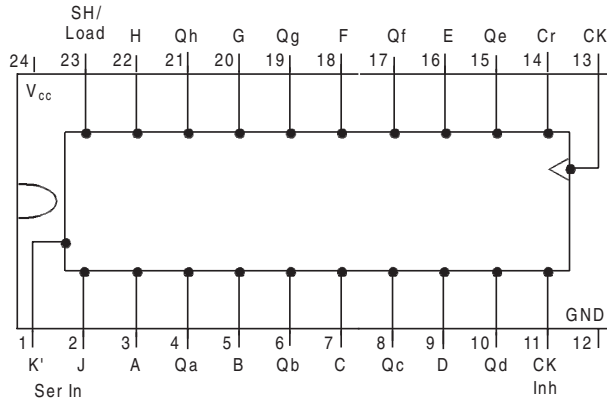 SH/
Load H Qh G Qg F Qf E Qe Cr CK
24 23 22 21 20 19 18 17 16 15 14 13
Vcc
GND
1 2 3 4 5 6 7 8 9 10 11 12
K' J A Qa B Qb C Qc D Qd CK
Ser In Inh